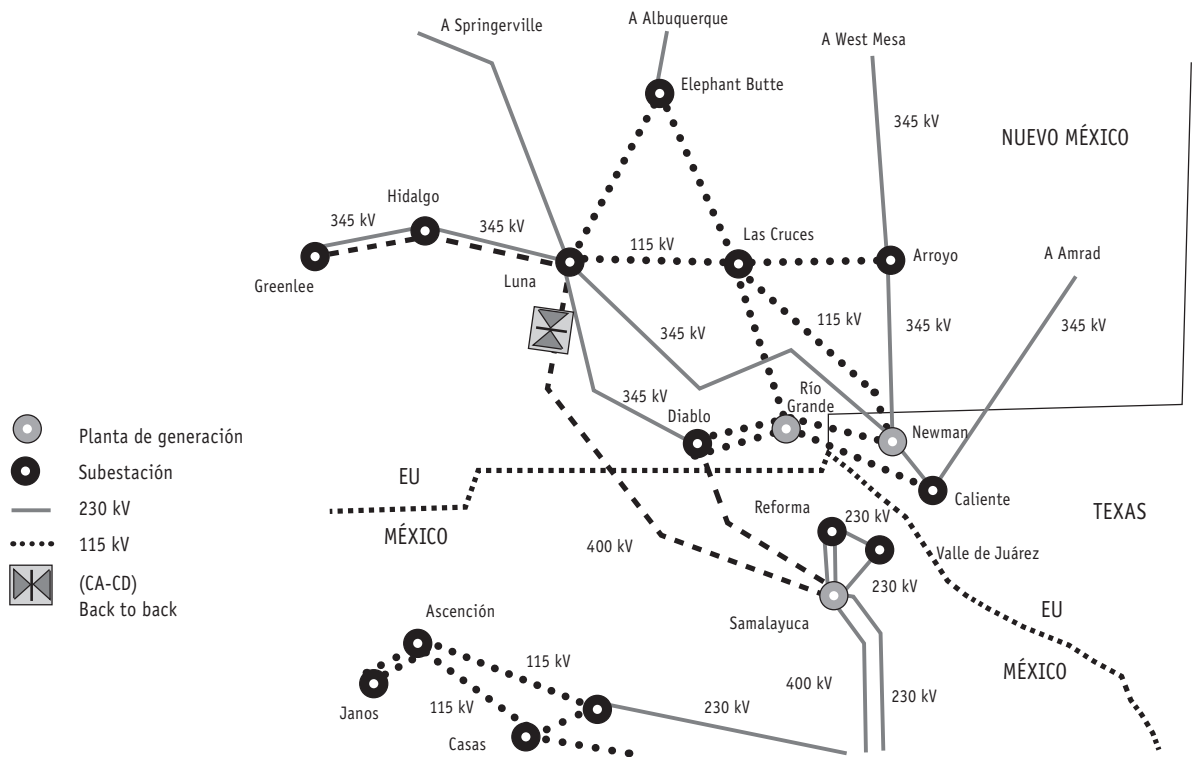 A Springerville
A Albuquerque
A West Mesa
Elephant Butte
345 kV
NUEVO MÉXICO
Hidalgo
345 kV
345 kV
Las Cruces
115 kV
Arroyo
A Amrad
Greenlee
Luna
115 kV
345 kV
345 kV
345 kV
345 kV
Río
Grande
Diablo
Newman
Planta de generación
Subestación
EU
Caliente
230 kV
Reforma
230 kV
TEXAS
115 kV
MÉXICO
400 kV
Valle de Juárez
230 kV
(CA-CD)
Back to back
Ascención
Samalayuca
EU
115 kV
MÉXICO
400 kV
230 kV
Janos
115 kV
230 kV
Casas